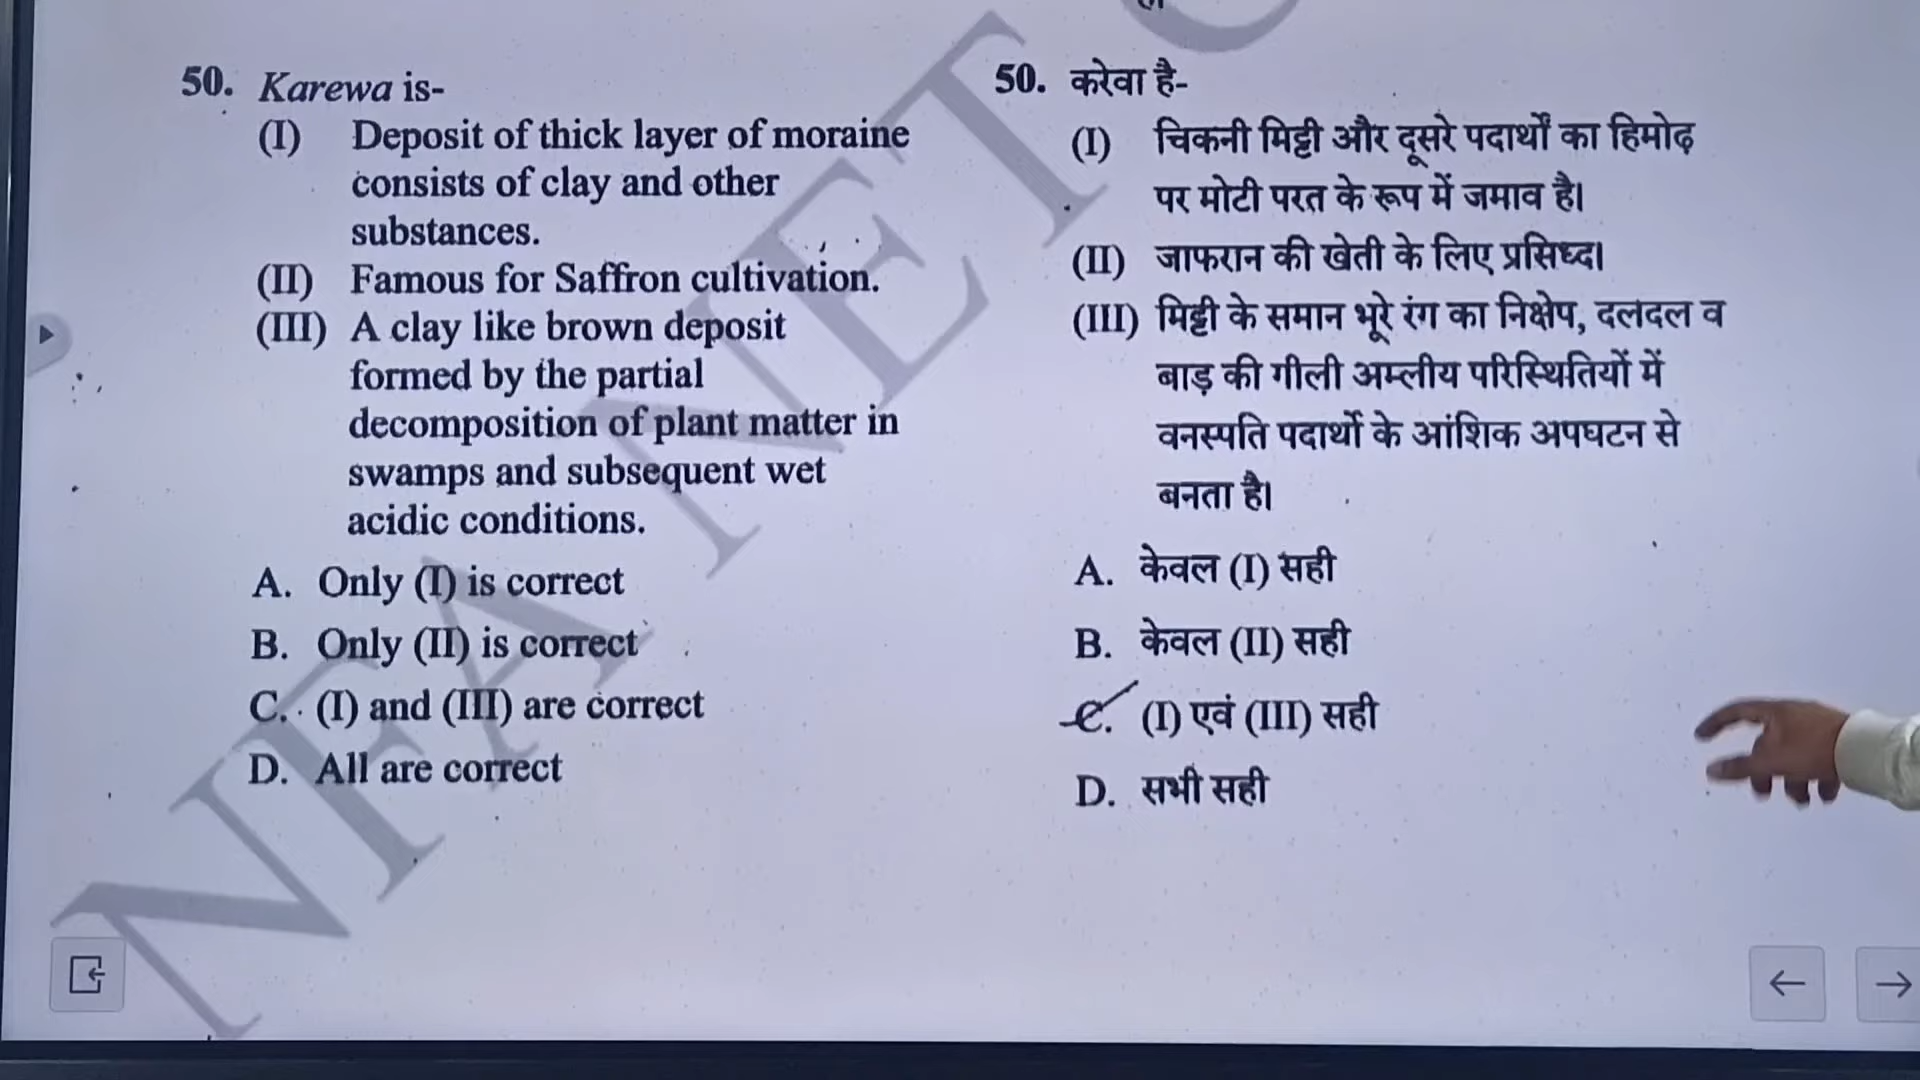 50. Karewa is-
(I) Deposit of thick layer of moraine
consists of clay and other
substances.
(II) Famous for Saffron cultivation.
(III) A clay like brown deposit
formed by the partial
decomposition of plant matter in
swamps and subsequent wet
acidic conditions.
A. Only (I) is correct
B. Only (II) is correct
C. (I) and (III) are correct
D. All are correct
50. करेवा है-
(I) चिकनी मिट्टी और दूसरे पदार्थों का हिमोढ़
पर मोटी परत के रूप में जमाव है।
(II) जाफरान की खेती के लिए प्रसिध्द।
(III) मिट्टी के समान भूरे रंग का निक्षेप, दलदल व
बाड़ की गीली अम्लीय परिस्थितियों में
वनस्पति पदार्थो के आंशिक अपघटन से
बनता है।
A. केवल (I) सही
B. केवल (II) सही
C. (I) एवं (III) सही
D. सभी सही
NFA NET